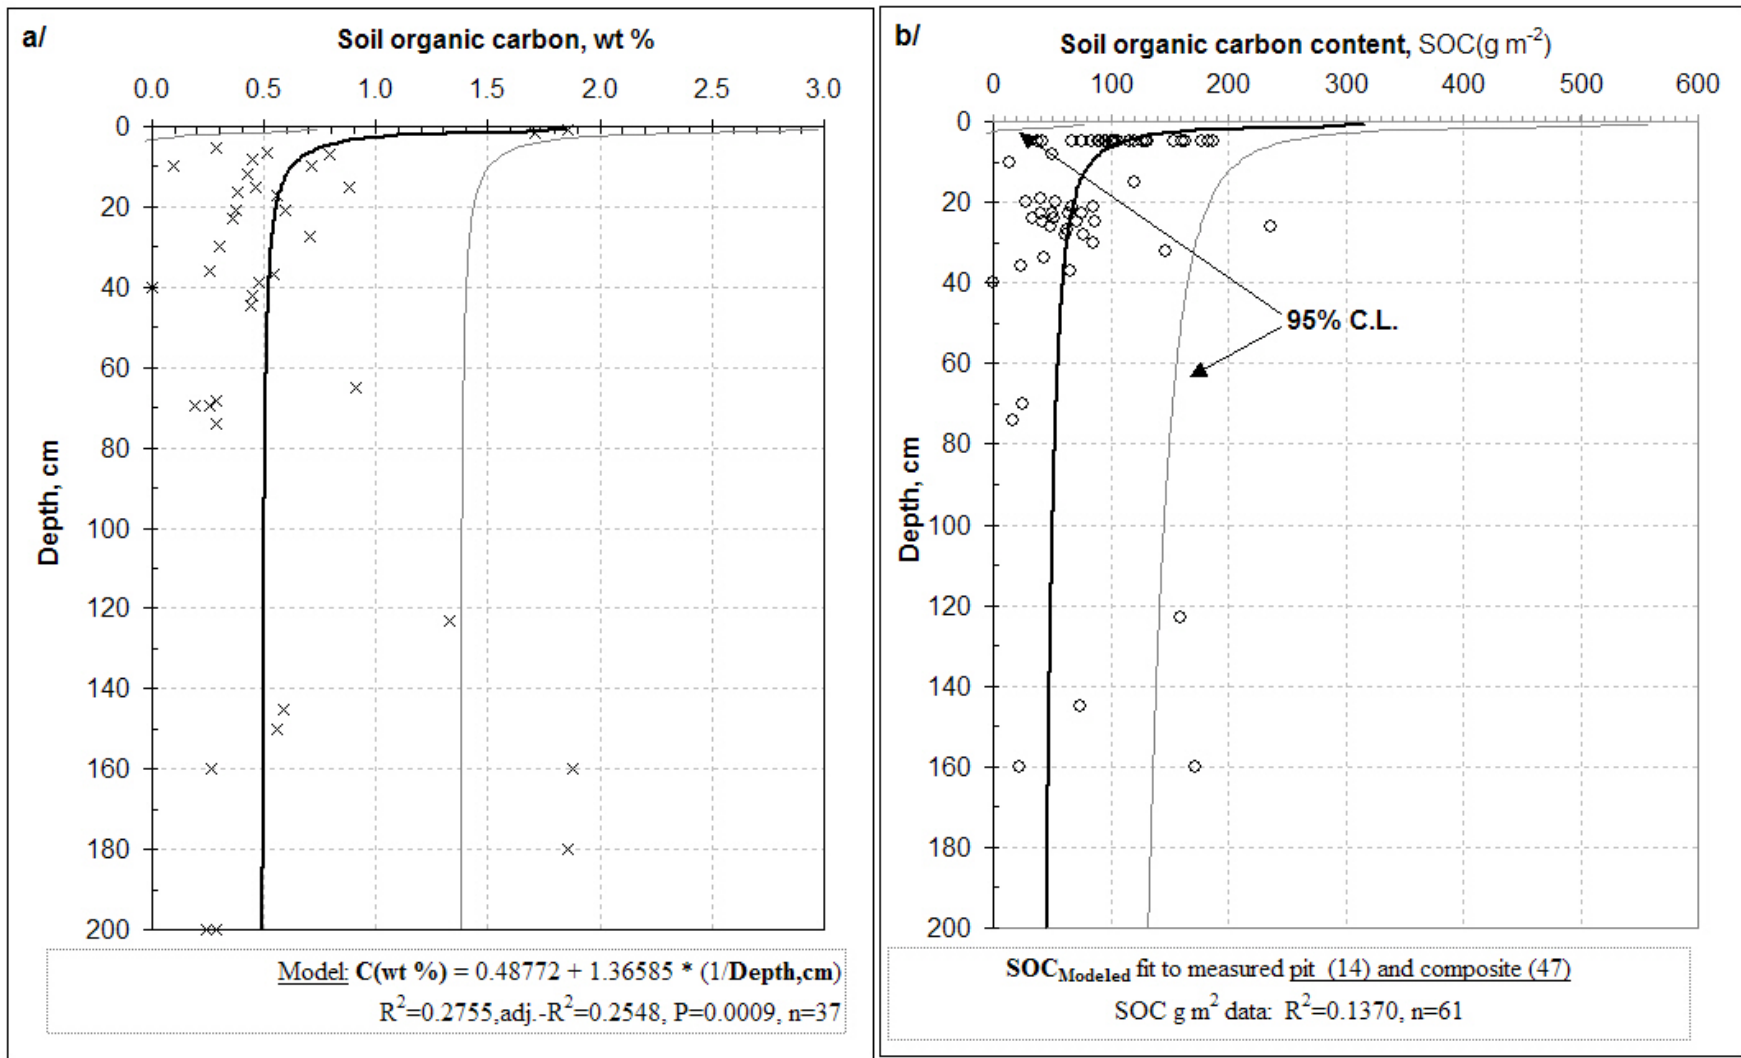 a/
Soil organic carbon, wt %
0.0 0.5 1.0 1.5 2.0 2.5 3.0
0
20
40
60
80
100
120
140
160
180
200
Depth, cm
Model: C(wt %) = 0.48772 + 1.36585 * (1/Depth,cm)
R²=0.2755,adj.-R²=0.2548, P=0.0009, n=37
b/
Soil organic carbon content, SOC(g m⁻²)
0 100 200 300 400 500 600
0
20
40
60
80
100
120
140
160
180
200
Depth, cm
95% C.L.
SOC_Modeled fit to measured pit (14) and composite (47)
SOC g m² data: R²=0.1370, n=61